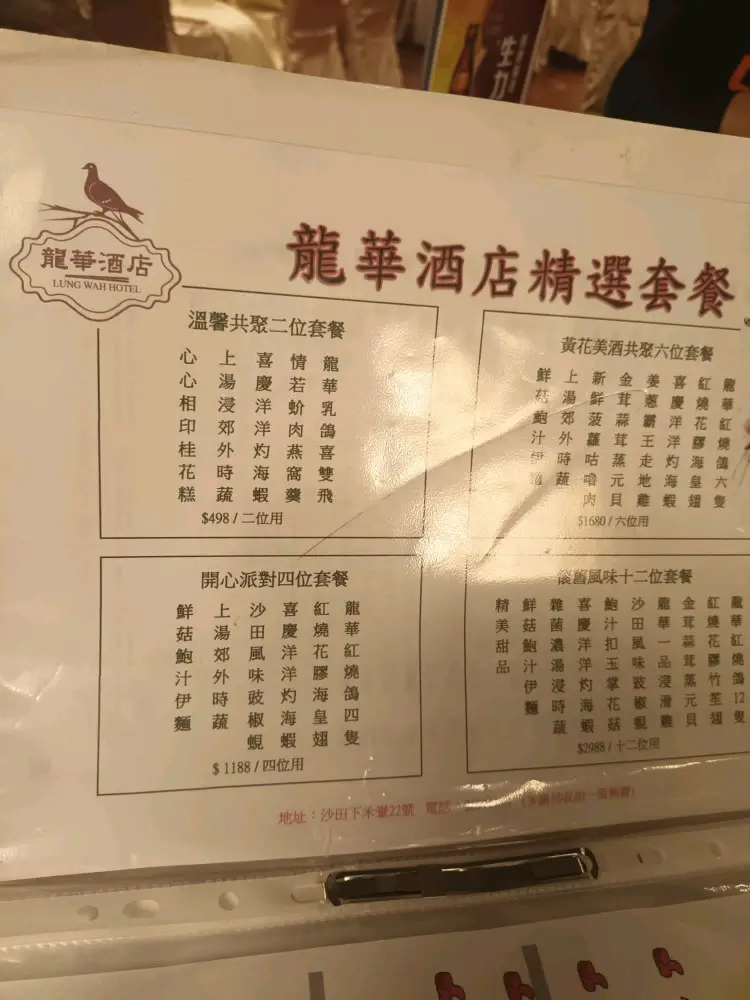 生力
龍華酒店
LUNG WAH HOTEL
龍華酒店精選套餐
溫馨共聚二位套餐
龍華乳鴿喜雙飛
情若蚧肉燕窩羹
喜慶洋洋灼海蝦
上湯浸郊外時蔬
心心相印桂花糕
$498 / 二位用
黃花美酒共聚六位套餐
龍華紅燒鴿六隻
紅燒花膠海皇翅
喜慶洋洋灼海蝦
姜蔥霸王走地雞
金茸蒜茸蒸元貝
新鮮菠蘿咕嚕肉
上湯郊外時蔬
鮮菇鮑汁伊麵
$1680 / 六位用
開心派對四位套餐
龍華紅燒鴿四隻
紅燒花膠海皇翅
喜慶洋洋灼海蝦
沙田風味豉椒蜆
上湯郊外時蔬
鮮菇鮑汁伊麵
$ 1188 / 四位用
懷舊風味十二位套餐
龍華紅燒鴿12隻
紅燒花膠竹笙翅
金茸蒜茸蒸元貝
龍華一品浸滑雞
沙田風味豉椒蜆
鮑汁扣玉掌花菇
喜慶洋洋灼海蝦
雜菌濃湯浸時蔬
鮮菇鮑汁伊麵
精美甜品
$2988 / 十二位用
地址：沙田下禾輋22號 電話